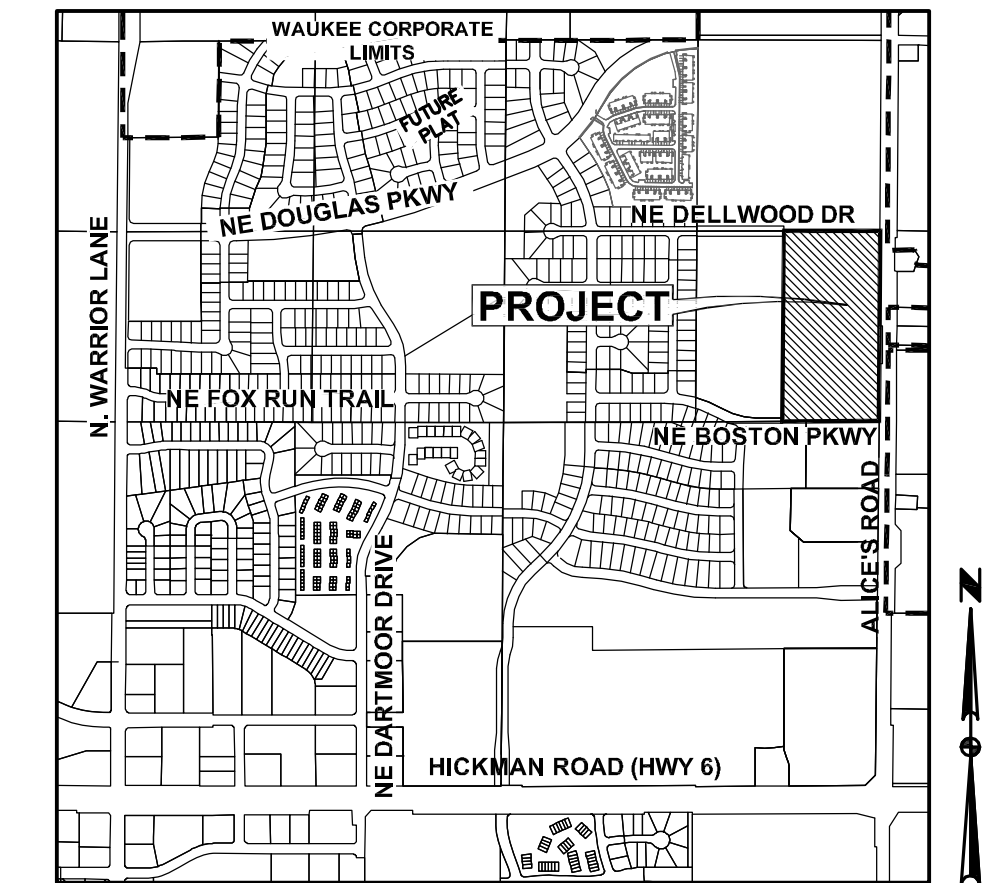 WAUKEE CORPORATE
LIMITS
FUTURE
PLAT
NE DOUGLAS PKWY
NE DELLWOOD DR
N. WARRIOR LANE
PROJECT
NE FOX RUN TRAIL
NE BOSTON PKWY
ALICE'S ROAD
NE DARTMOOR DRIVE
HICKMAN ROAD (HWY 6)
N